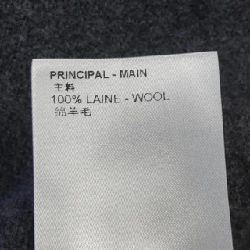 PRINCIPAL - MAIN
主料
100% LAINE - WOOL
绵羊毛